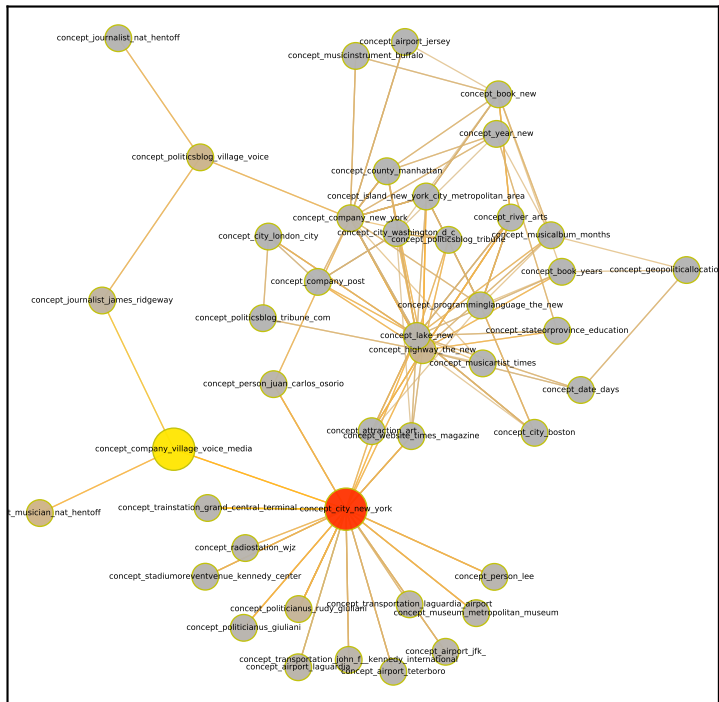 concept_journalist_nat_hentoff
concept_airport_jersey
concept_musicinstrument_buffalo
concept_book_new
concept_year_new
concept_politicsblog_village_voice
concept_county_manhattan
concept_island_new_york_city_metropolitan_area
concept_company_new_york
concept_river_arts
concept_city_washington_d_c
concept_musicalbum_months
concept_city_london_city
concept_politicsblog_tribune
concept_book_years
concept_geopoliticallocatio
concept_company_post
concept_journalist_james_ridgeway
concept_programminglanguage_the_new
concept_politicsblog_tribune_com
concept_stateorprovince_education
concept_lake_new
concept_highway_the_new
concept_musicartist_times
concept_person_juan_carlos_osorio
concept_date_days
concept_attraction_art
concept_website_times_magazine
concept_city_boston
concept_company_village_voice_media
concept_trainstation_grand_central_terminal
concept_city_new_york
t_musician_nat_hentoff
concept_radiostation_wjz
concept_stadiumoreventvenue_kennedy_center
concept_person_lee
concept_transportation_laguardia_airport
concept_politicianus_rudy_giuliani
concept_museum_metropolitan_museum
concept_politicianus_giuliani
concept_airport_jfk_
concept_transportation_john_f__kennedy_international
concept_airport_laguardia
concept_airport_teterboro